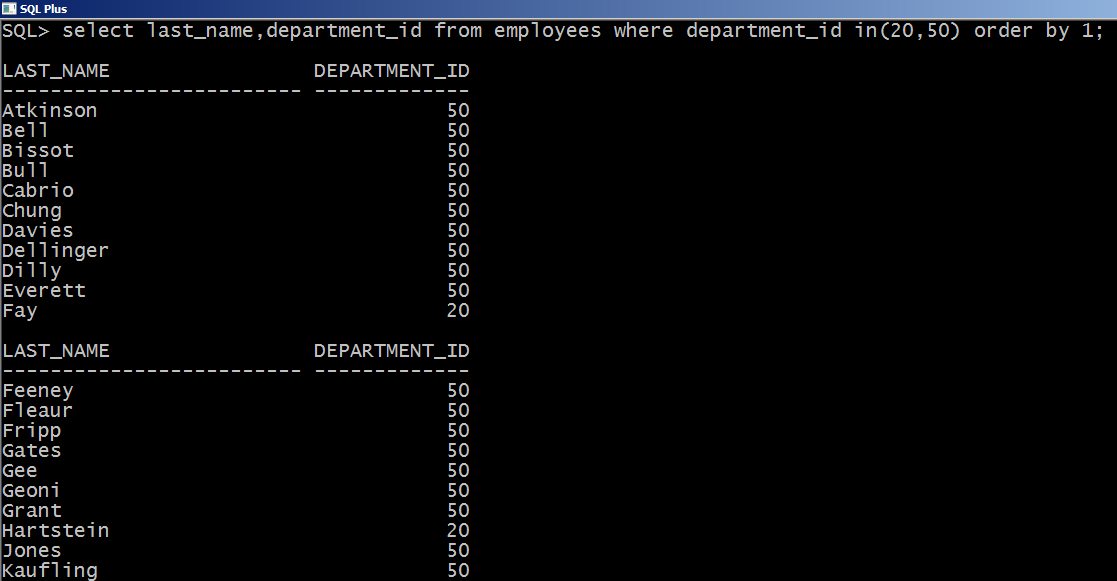 SQL Plus
SQL> select last_name,department_id from employees where department_id in(20,50) order by 1;
LAST_NAME                 DEPARTMENT_ID
------------------------- -------------
Atkinson                             50
Bell                                 50
Bissot                               50
Bull                                 50
Cabrio                               50
Chung                                50
Davies                               50
Dellinger                            50
Dilly                                50
Everett                              50
Fay                                  20
LAST_NAME                 DEPARTMENT_ID
------------------------- -------------
Feeney                               50
Fleaur                               50
Fripp                                50
Gates                                50
Gee                                  50
Geoni                                50
Grant                                50
Hartstein                            20
Jones                                50
Kaufling                             50